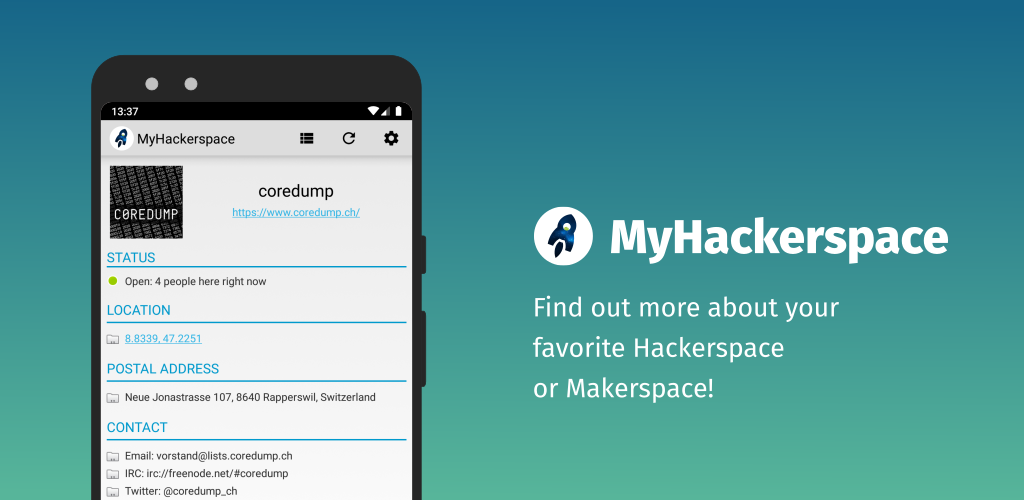 13:37
MyHackerspace
C0REDUMP
coredump
https://www.coredump.ch/
STATUS
Open: 4 people here right now
LOCATION
8.8339, 47.2251
POSTAL ADDRESS
Neue Jonastrasse 107, 8640 Rapperswil, Switzerland
CONTACT
Email: vorstand@lists.coredump.ch
IRC: irc://freenode.net/#coredump
Twitter: @coredump_ch
MyHackerspace
Find out more about your
favorite Hackerspace
or Makerspace!